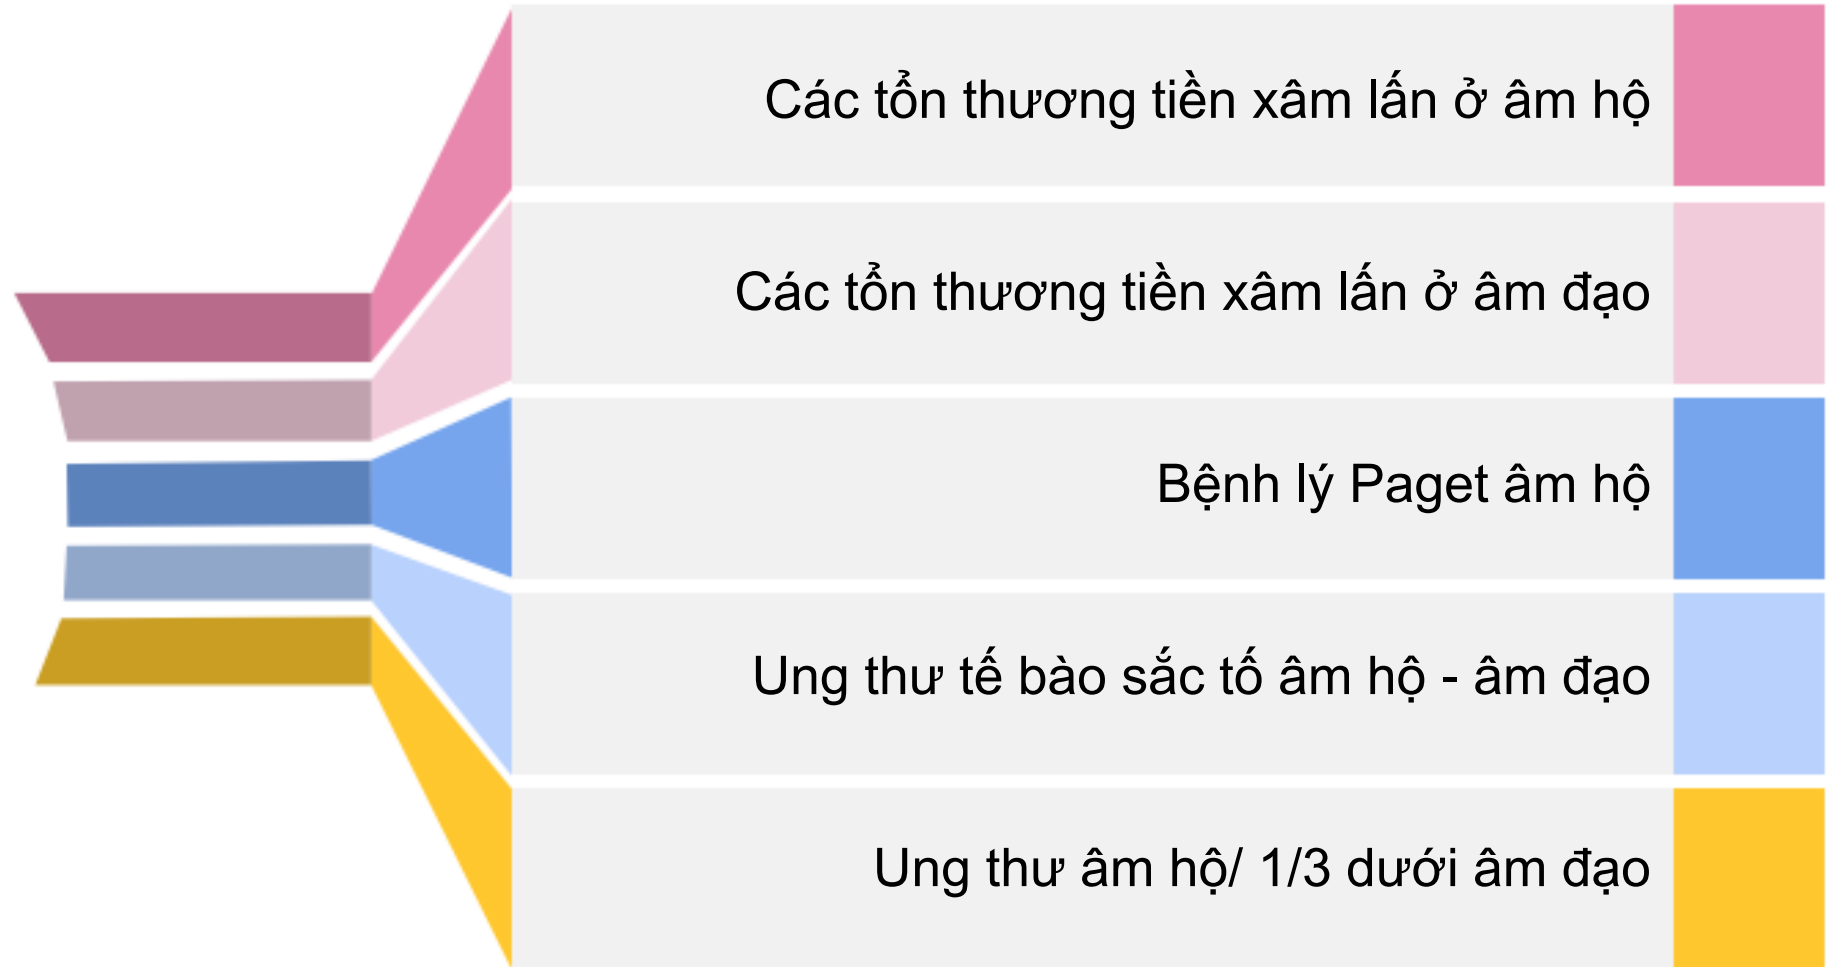 Các tổn thương tiền xâm lấn ở âm hộ
Các tổn thương tiền xâm lấn ở âm đạo
Bệnh lý Paget âm hộ
Ung thư tế bào sắc tố âm hộ - âm đạo
Ung thư âm hộ/ 1/3 dưới âm đạo